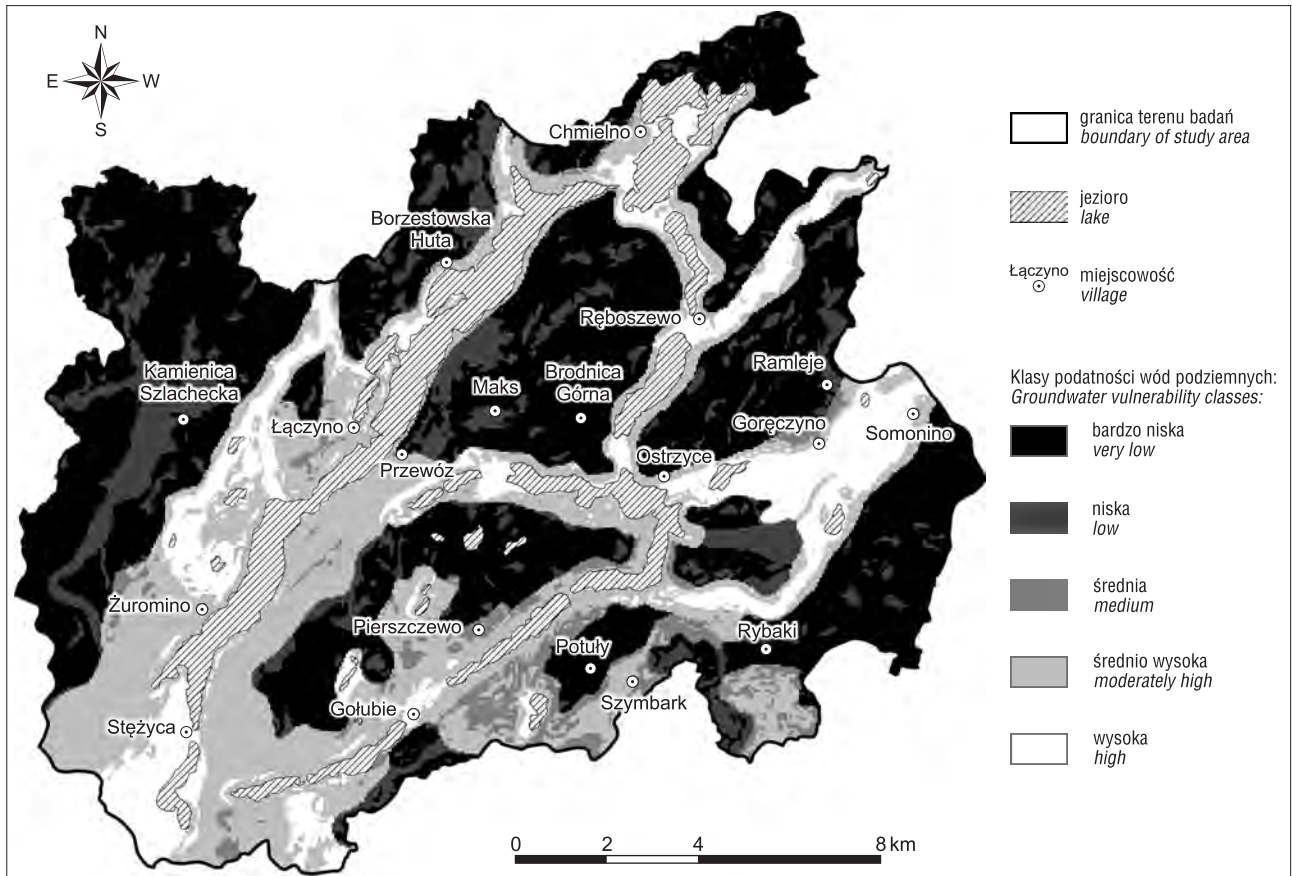 N
E W
S
Chmielno
Borzestowska
Huta
Ręboszewo
Kamienica
Szlachecka
Maks
Brodnica
Górna
Ramleje
Łączyno
Goręczyno
Somonino
Przewóz
Ostrzyce
Żuromino
Pierszczewo
Potuły
Rybaki
Szymbark
Gołubie
Stężyca
0 2 4 8 km
granica terenu badań
boundary of study area
jezioro
lake
Łączyno
miejscowość
village
Klasy podatności wód podziemnych:
Groundwater vulnerability classes:
bardzo niska
very low
niska
low
średnia
medium
średnio wysoka
moderately high
wysoka
high